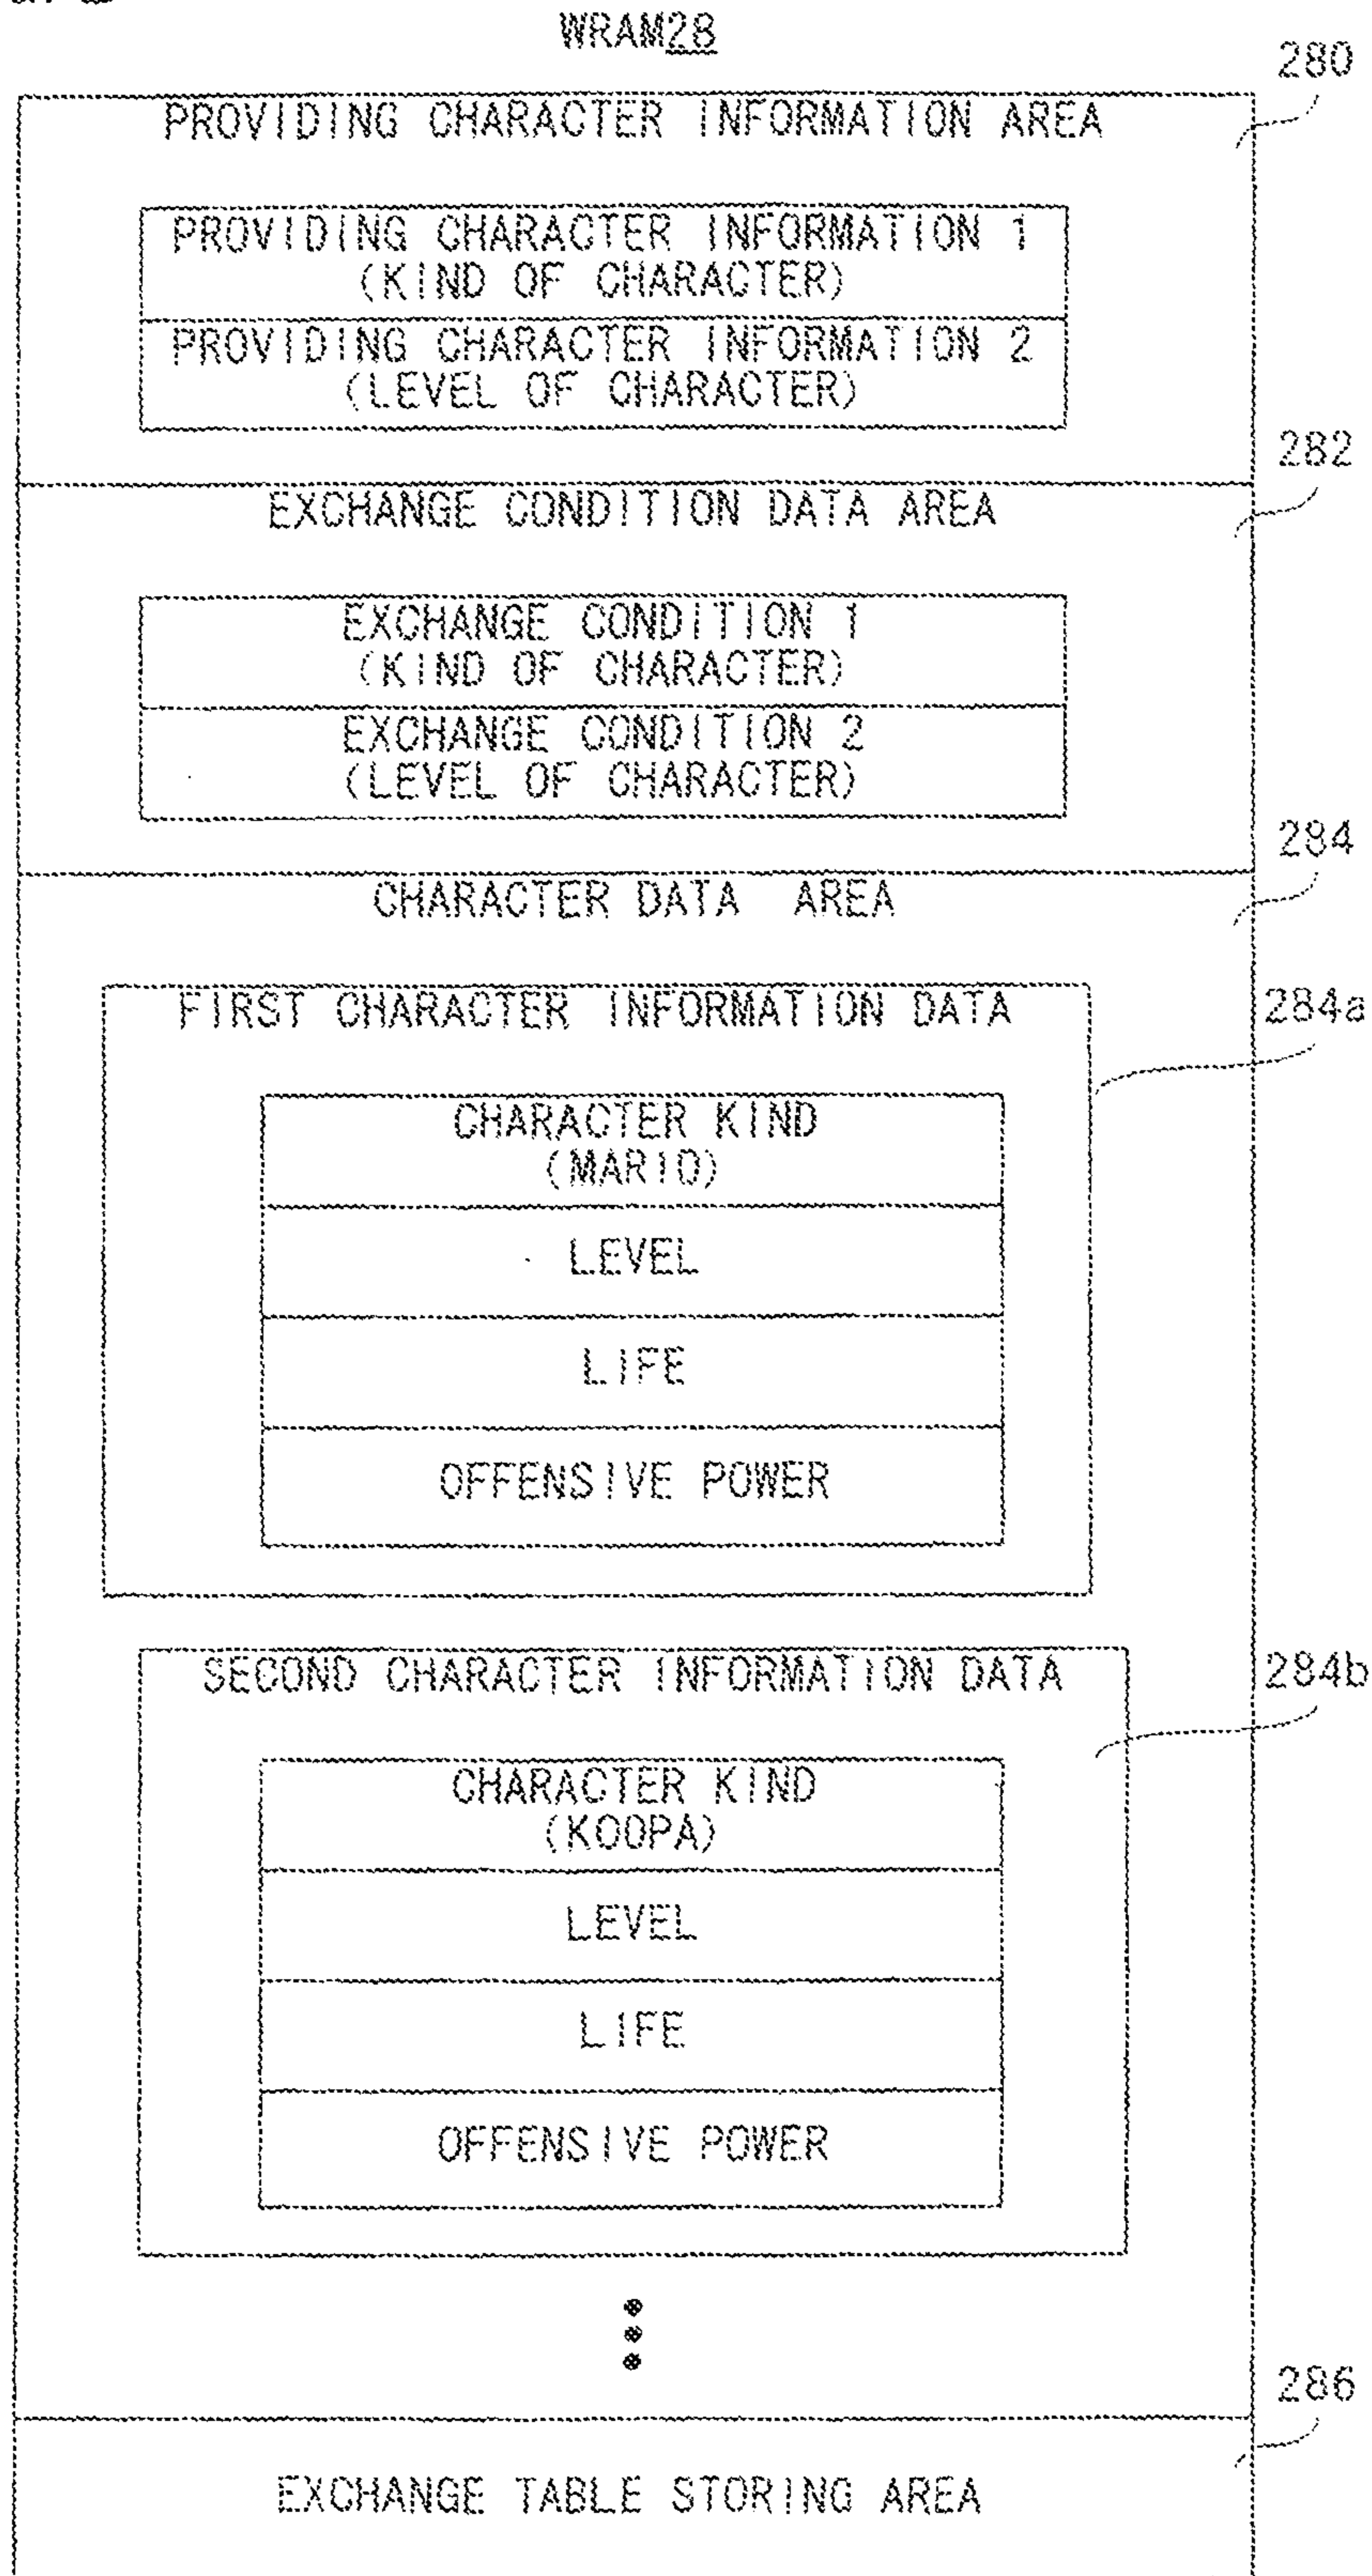 WRAM28
280
PROVIDING CHARACTER INFORMATION AREA
PROVIDING CHARACTER INFORMATION 1
(KIND OF CHARACTER)
PROVIDING CHARACTER INFORMATION 2
(LEVEL OF CHARACTER)
282
EXCHANGE CONDITION DATA AREA
EXCHANGE CONDITION 1
(KIND OF CHARACTER)
EXCHANGE CONDITION 2
(LEVEL OF CHARACTER)
284
CHARACTER DATA AREA
FIRST CHARACTER INFORMATION DATA
284a
CHARACTER KIND
(MARIO)
LEVEL
LIFE
OFFENSIVE POWER
SECOND CHARACTER INFORMATION DATA
284b
CHARACTER KIND
(KOOPA)
LEVEL
LIFE
OFFENSIVE POWER
286
EXCHANGE TABLE STORING AREA